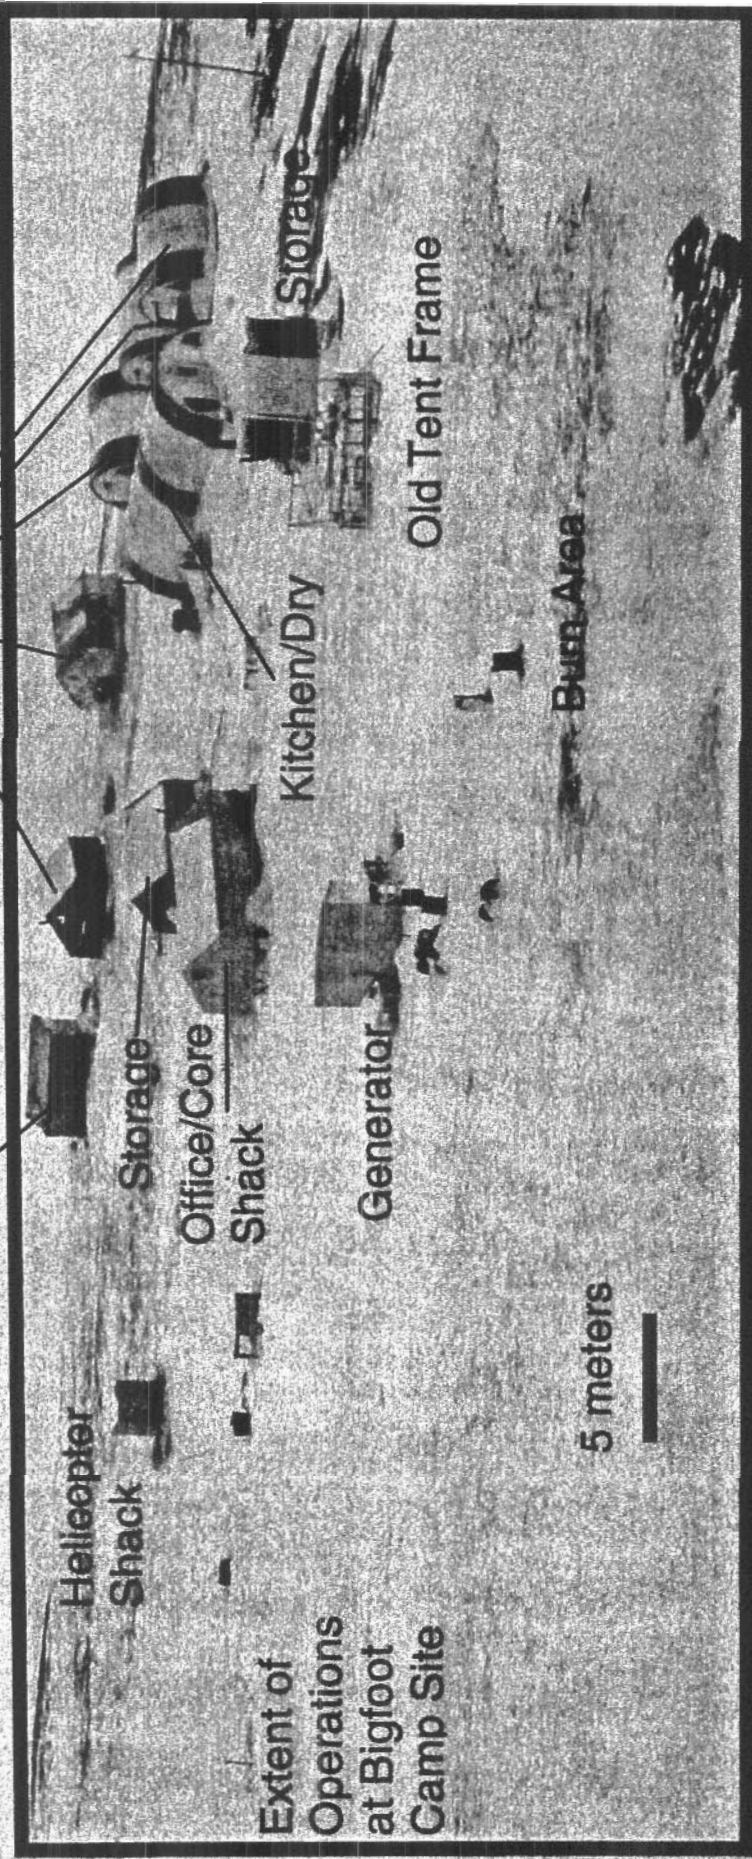 Extent of
Operations
at Bigfoot
Camp Site
Helicopter
Shack
5 meters
Storage
Office/Core
Shack
Generator
Kitchen/Dry
Burn Area
Old Tent Frame
Storage